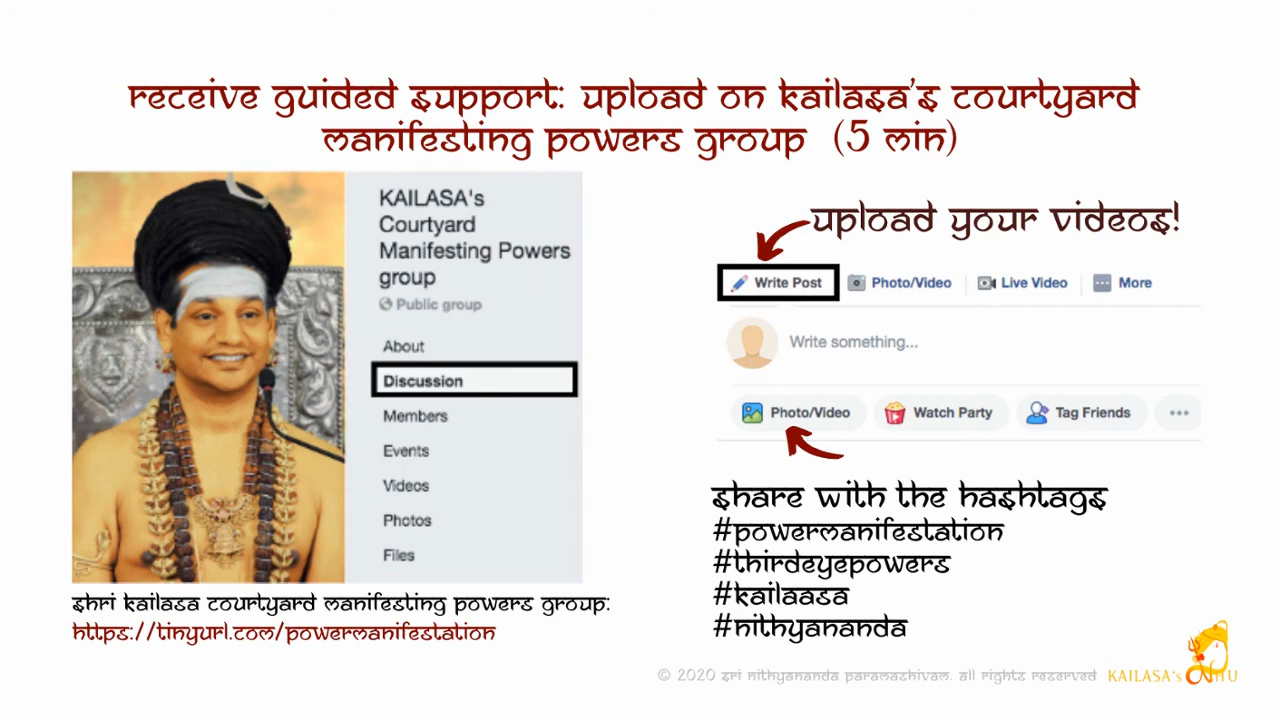 receive guided support: upload on kailasa's courtyard
manifesting powers group (5 min)
KAILASA's
Courtyard
Manifesting Powers
group
Public group
About
Discussion
Members
Events
Videos
Photos
Files
shri kailasa courtyard manifesting powers group:
https://tinyurl.com/powermanifestation
upload your videos!
Write Post
Photo/Video
Live Video
More
Write something...
Photo/Video
Watch Party
Tag Friends
share with the hashtags
#powermanifestation
#thirdeyepowers
#kailaasa
#nithyananda
© 2020 sri nithyananda paramashivam. all rights reserved
KAILASA's